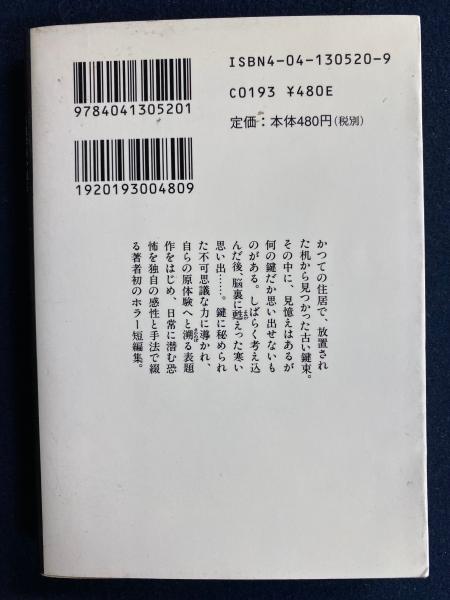 ISBN4-04-130520-9
C0193 ¥480E
定価:本体480円(税別)
9784041305201
1920193004809
かつての住居で、放置され
た机から見つかった古い鍵束。
その中に、見憶えはあるが
何の鍵だか思い出せないも
のがある。しばらく考え込
んだ後、脳裏に甦えった寒い
思い出……。鍵に秘められ
た不可思議な力に導かれ、
自らの原体験へと溯る表題
作をはじめ、日常に潜む恐
怖を独自の感性と手法で綴
る著者初のホラー短編集。